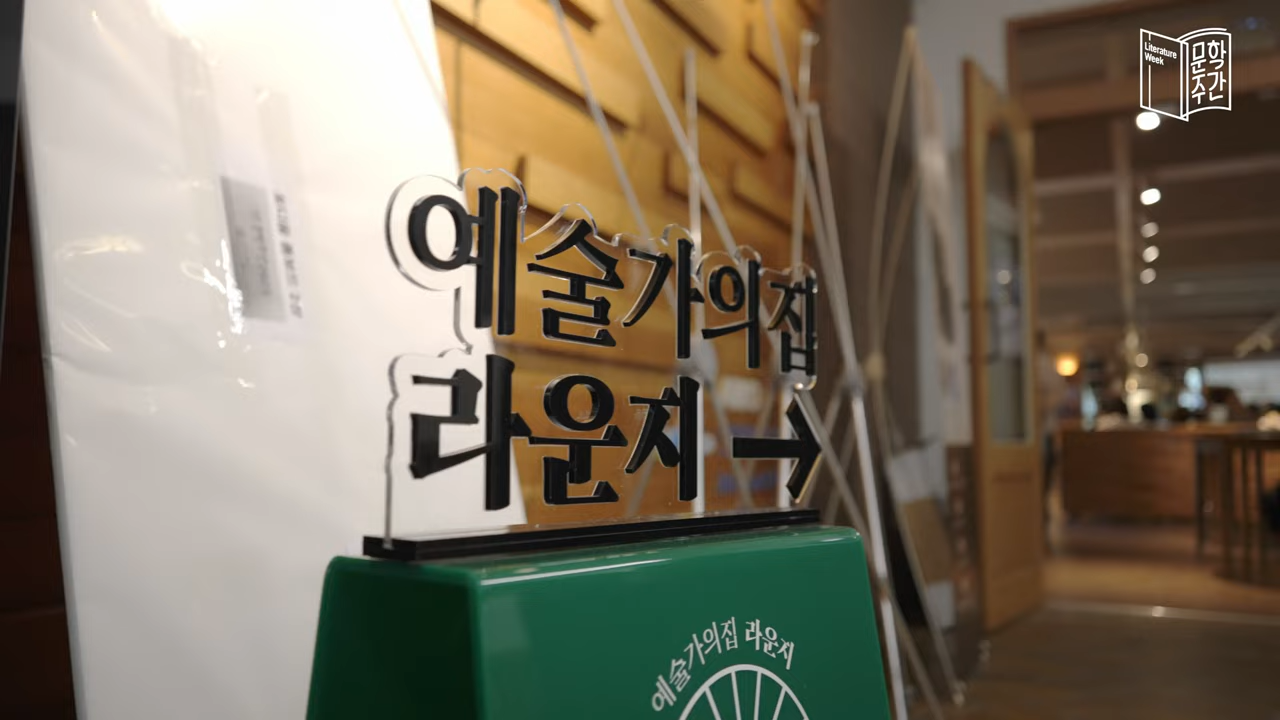 Literature
Week
문학
주간
예술가의집
라운지 →
예술가의집 라운지